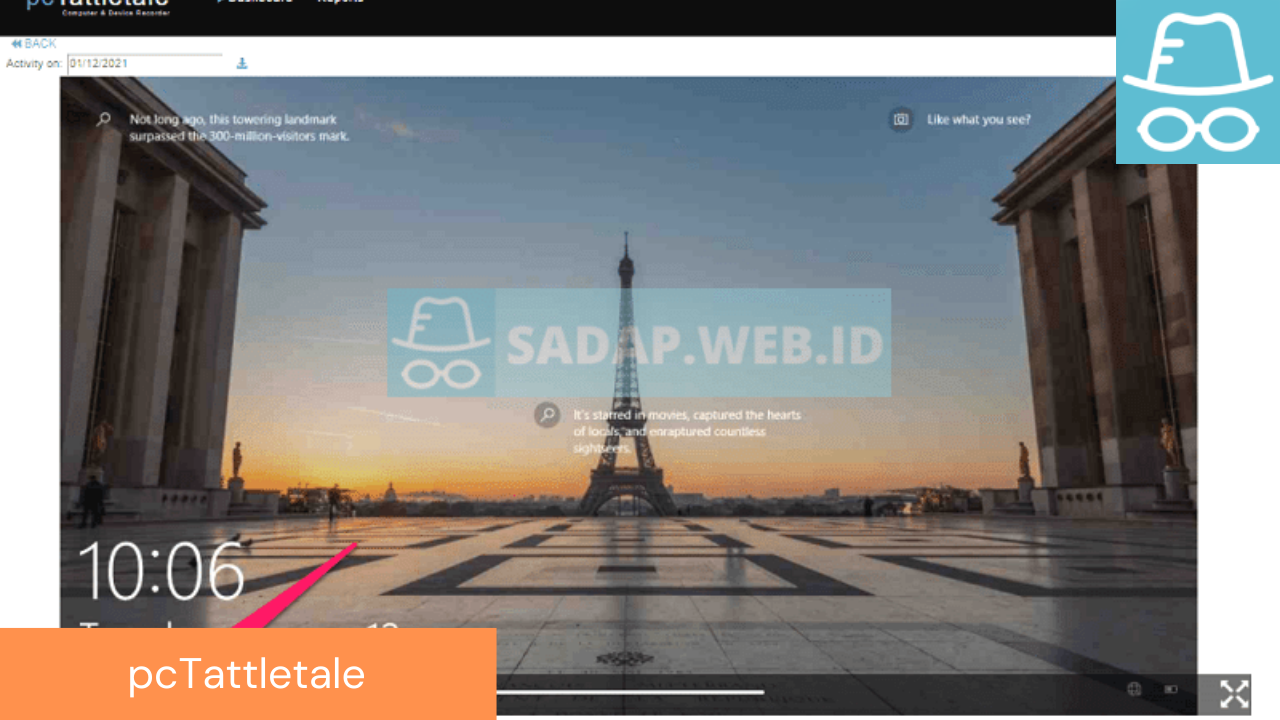 pcTattletale
Computer & Device Recorder
Dashboard
Reports
BACK
Activity on: 01/12/2021
Not long ago, this towering landmark
surpassed the 300-million-visitors mark.
Like what you see?
SADAP.WEB.ID
It's starred in movies, captured the hearts
of locals, and enraptured countless
sightseers.
10:06
12
pcTattletale